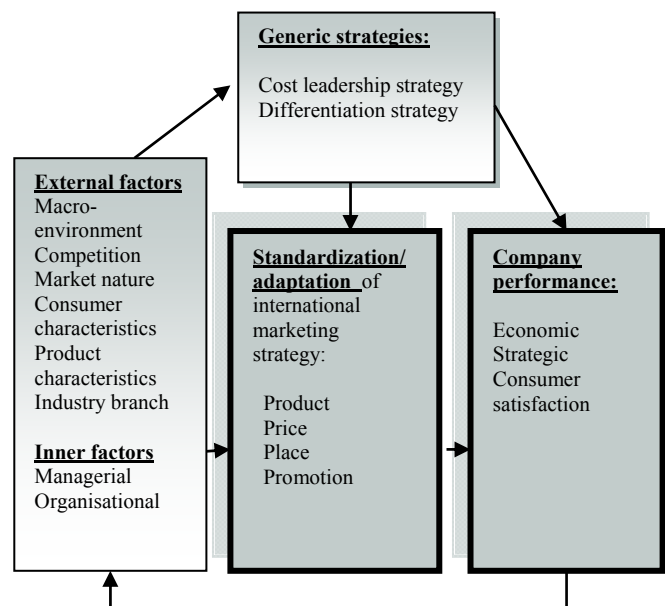 Generic strategies:
Cost leadership strategy
Differentiation strategy
External factors
Macro-
environment
Competition
Market nature
Consumer
characteristics
Product
characteristics
Industry branch
Inner factors
Managerial
Organisational
Standardization/
adaptation of
international
marketing
strategy:
Product
Price
Place
Promotion
Company
performance:
Economic
Strategic
Consumer
satisfaction